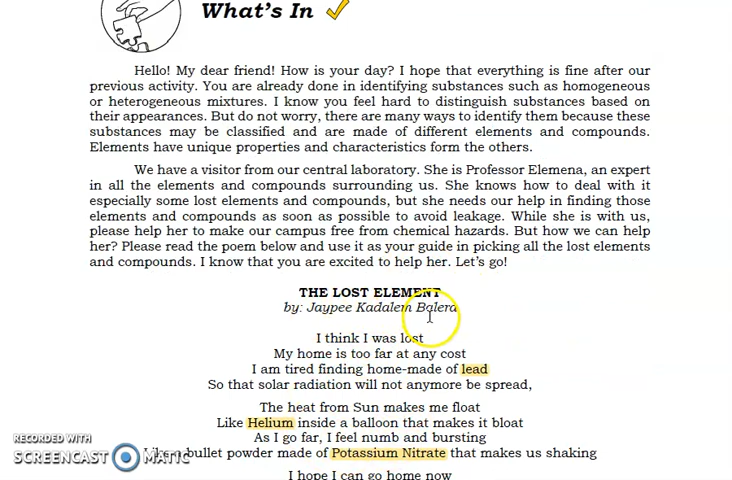 What's In
Hello! My dear friend! How is your day? I hope that everything is fine after our
previous activity. You are already done in identifying substances such as homogeneous
or heterogeneous mixtures. I know you feel hard to distinguish substances based on
their appearances. But do not worry, there are many ways to identify them because these
substances may be classified and are made of different elements and compounds.
Elements have unique properties and characteristics form the others.
We have a visitor from our central laboratory. She is Professor Elemena, an expert
in all the elements and compounds surrounding us. She knows how to deal with it
especially some lost elements and compounds, but she needs our help in finding those
elements and compounds as soon as possible to avoid leakage. While she is with us,
please help her to make our campus free from chemical hazards. But how we can help
her? Please read the poem below and use it as your guide in picking all the lost elements
and compounds. I know that you are excited to help her. Let's go!
THE LOST ELEMENT
by: Jaypee Kadalem Balera
I think I was lost
My home is too far at any cost
I am tired finding home-made of lead
So that solar radiation will not anymore be spread,
The heat from Sun makes me float
Like Helium inside a balloon that makes it bloat
As I go far, I feel numb and bursting
Like a bullet powder made of Potassium Nitrate that makes us shaking
I hope I can go home now
RECORDED WITH
SCREENCAST MATIC